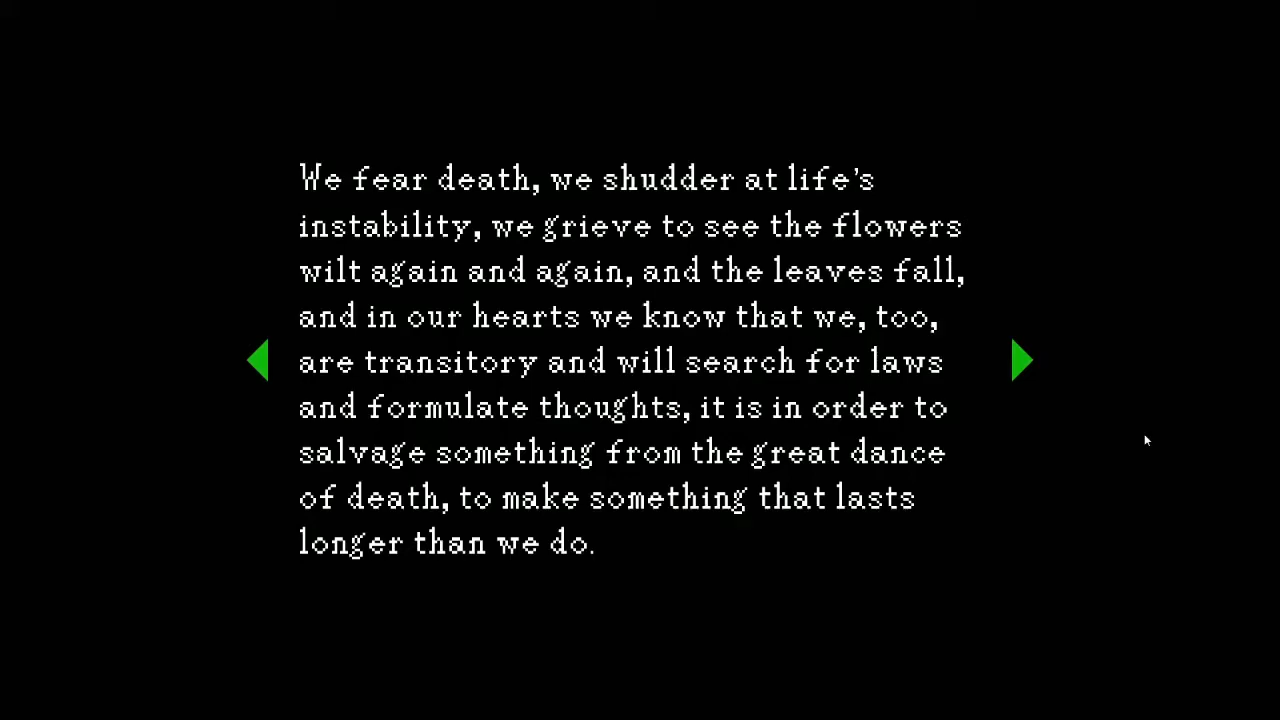 We fear death, we shudder at life's
instability, we grieve to see the flowers
wilt again and again, and the leaves fall,
and in our hearts we know that we, too,
are transitory and will search for laws
and formulate thoughts, it is in order to
salvage something from the great dance
of death, to make something that lasts
longer than we do.